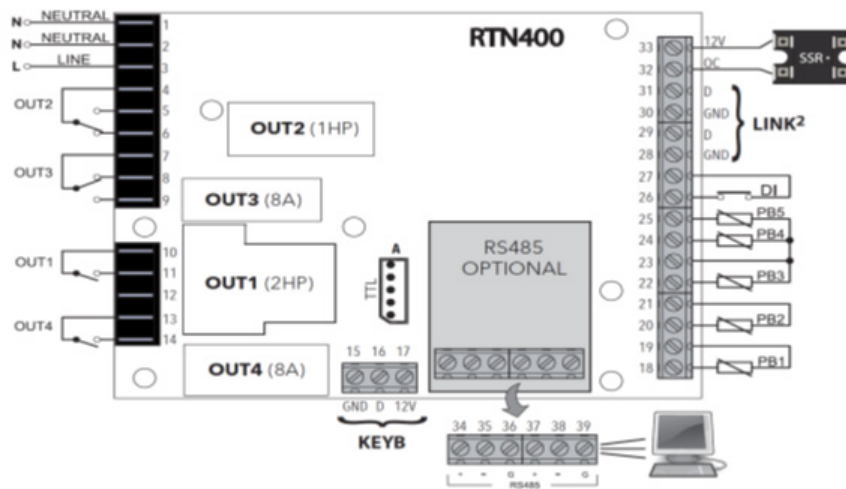 RTN400
N NEUTRAL
N NEUTRAL
L LINE
OUT2
OUT3
OUT1
OUT4
1
2
3
4
5
6
7
8
9
10
11
12
13
14
OUT2 (1HP)
OUT3 (8A)
OUT1 (2HP)
OUT4 (8A)
A
TTL
15 16 17
GND D 12V
KEYB
RS485
OPTIONAL
34 35 36 37 38 39
G G
RS485
33 12V
32 OC
31 D
30 GND
29 D
28 GND
LINK²
SSR
27
26 DI
25 PB5
24 PB4
23
22 PB3
21
20 PB2
19
18 PB1